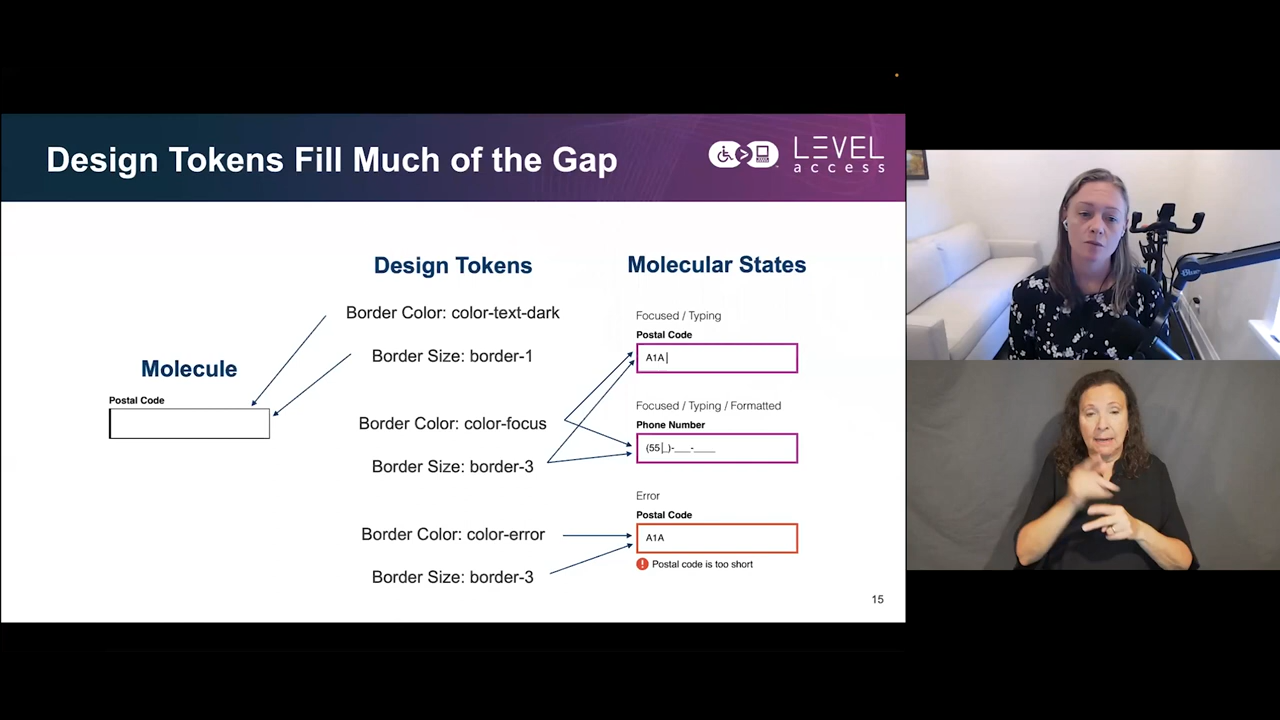 Design Tokens Fill Much of the Gap
LEVEL
access
Design Tokens
Molecular States
Border Color: color-text-dark
Border Size: border-1
Molecule
Postal Code
Border Color: color-focus
Border Size: border-3
Border Color: color-error
Border Size: border-3
Focused / Typing
Postal Code
A1A
Focused / Typing / Formatted
Phone Number
(55_)-___-____
Error
Postal Code
A1A
Postal code is too short
15